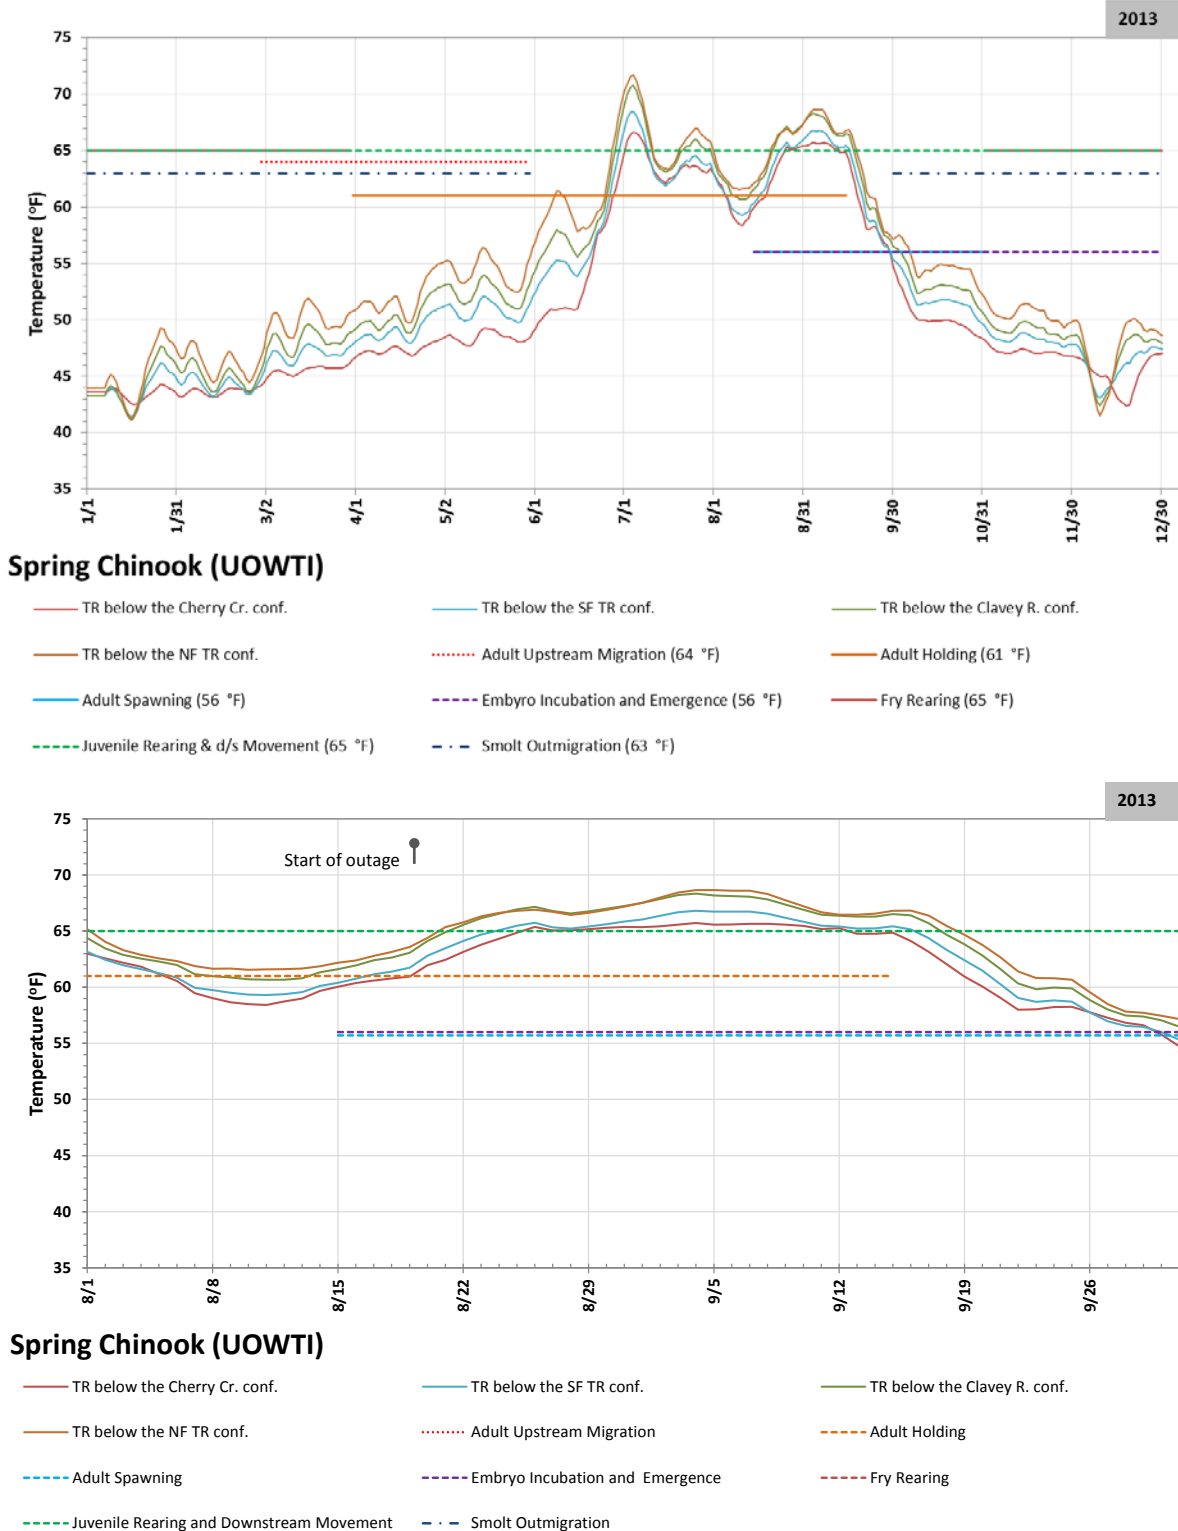 2013
75
70
65
60
55
50
45
40
35
Temperature (°F)
1/1
1/31
3/2
4/1
5/2
6/1
7/1
8/1
8/31
9/30
10/31
11/30
12/30
Spring Chinook (UOWTI)
TR below the Cherry Cr. conf.
TR below the SF TR conf.
TR below the Clavey R. conf.
TR below the NF TR conf.
Adult Upstream Migration (64 °F)
Adult Holding (61 °F)
Adult Spawning (56 °F)
Embyro Incubation and Emergence (56 °F)
Fry Rearing (65 °F)
Juvenile Rearing & d/s Movement (65 °F)
Smolt Outmigration (63 °F)
2013
75
70
65
60
55
50
45
40
35
Temperature (°F)
Start of outage
8/1
8/8
8/15
8/22
8/29
9/5
9/12
9/19
9/26
Spring Chinook (UOWTI)
TR below the Cherry Cr. conf.
TR below the SF TR conf.
TR below the Clavey R. conf.
TR below the NF TR conf.
Adult Upstream Migration
Adult Holding
Adult Spawning
Embryo Incubation and Emergence
Fry Rearing
Juvenile Rearing and Downstream Movement
Smolt Outmigration